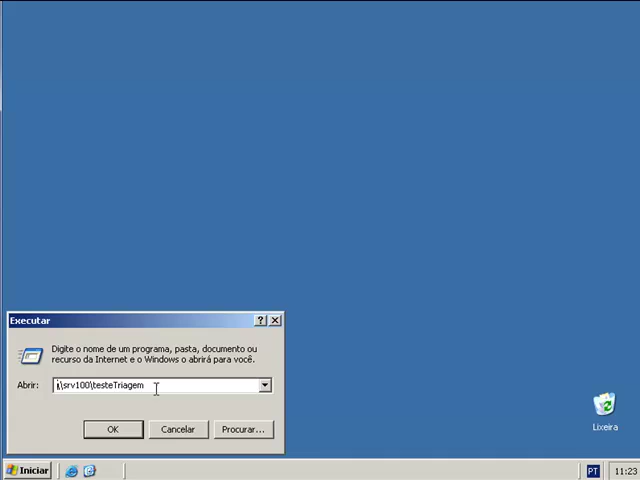 Executar
Digite o nome de um programa, pasta, documento ou
recurso da Internet e o Windows o abrirá para você.
Abrir: \\srv100\testeTriagem
OK Cancelar Procurar...
Lixeira
Iniciar PT 11:23